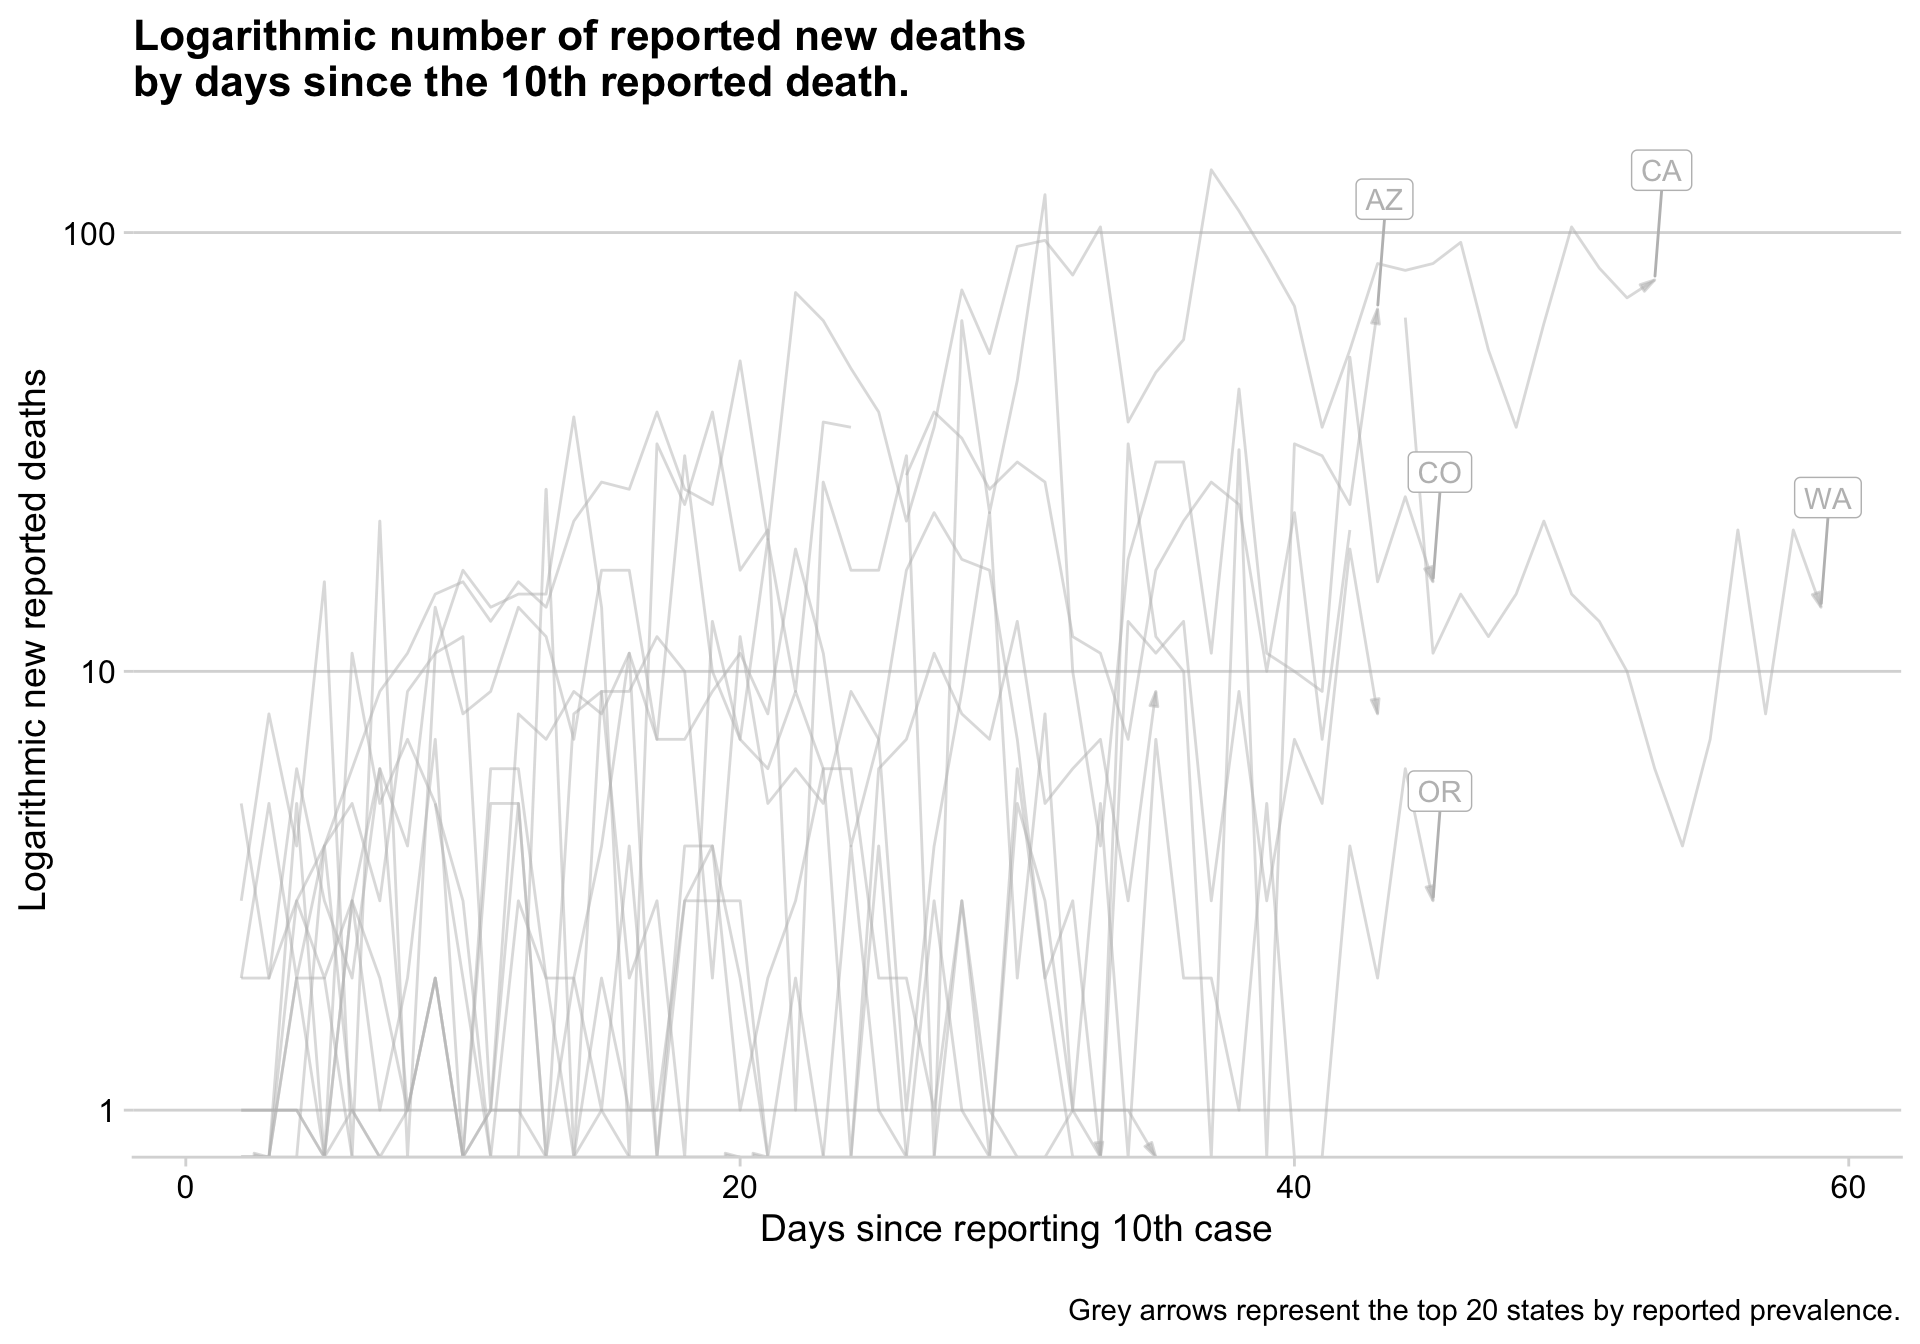 Logarithmic number of reported new deaths
by days since the 10th reported death.
CA
AZ
100
CO
WA
10
OR
1
Logarithmic new reported deaths
0 20 40 60
Days since reporting 10th case
Grey arrows represent the top 20 states by reported prevalence.